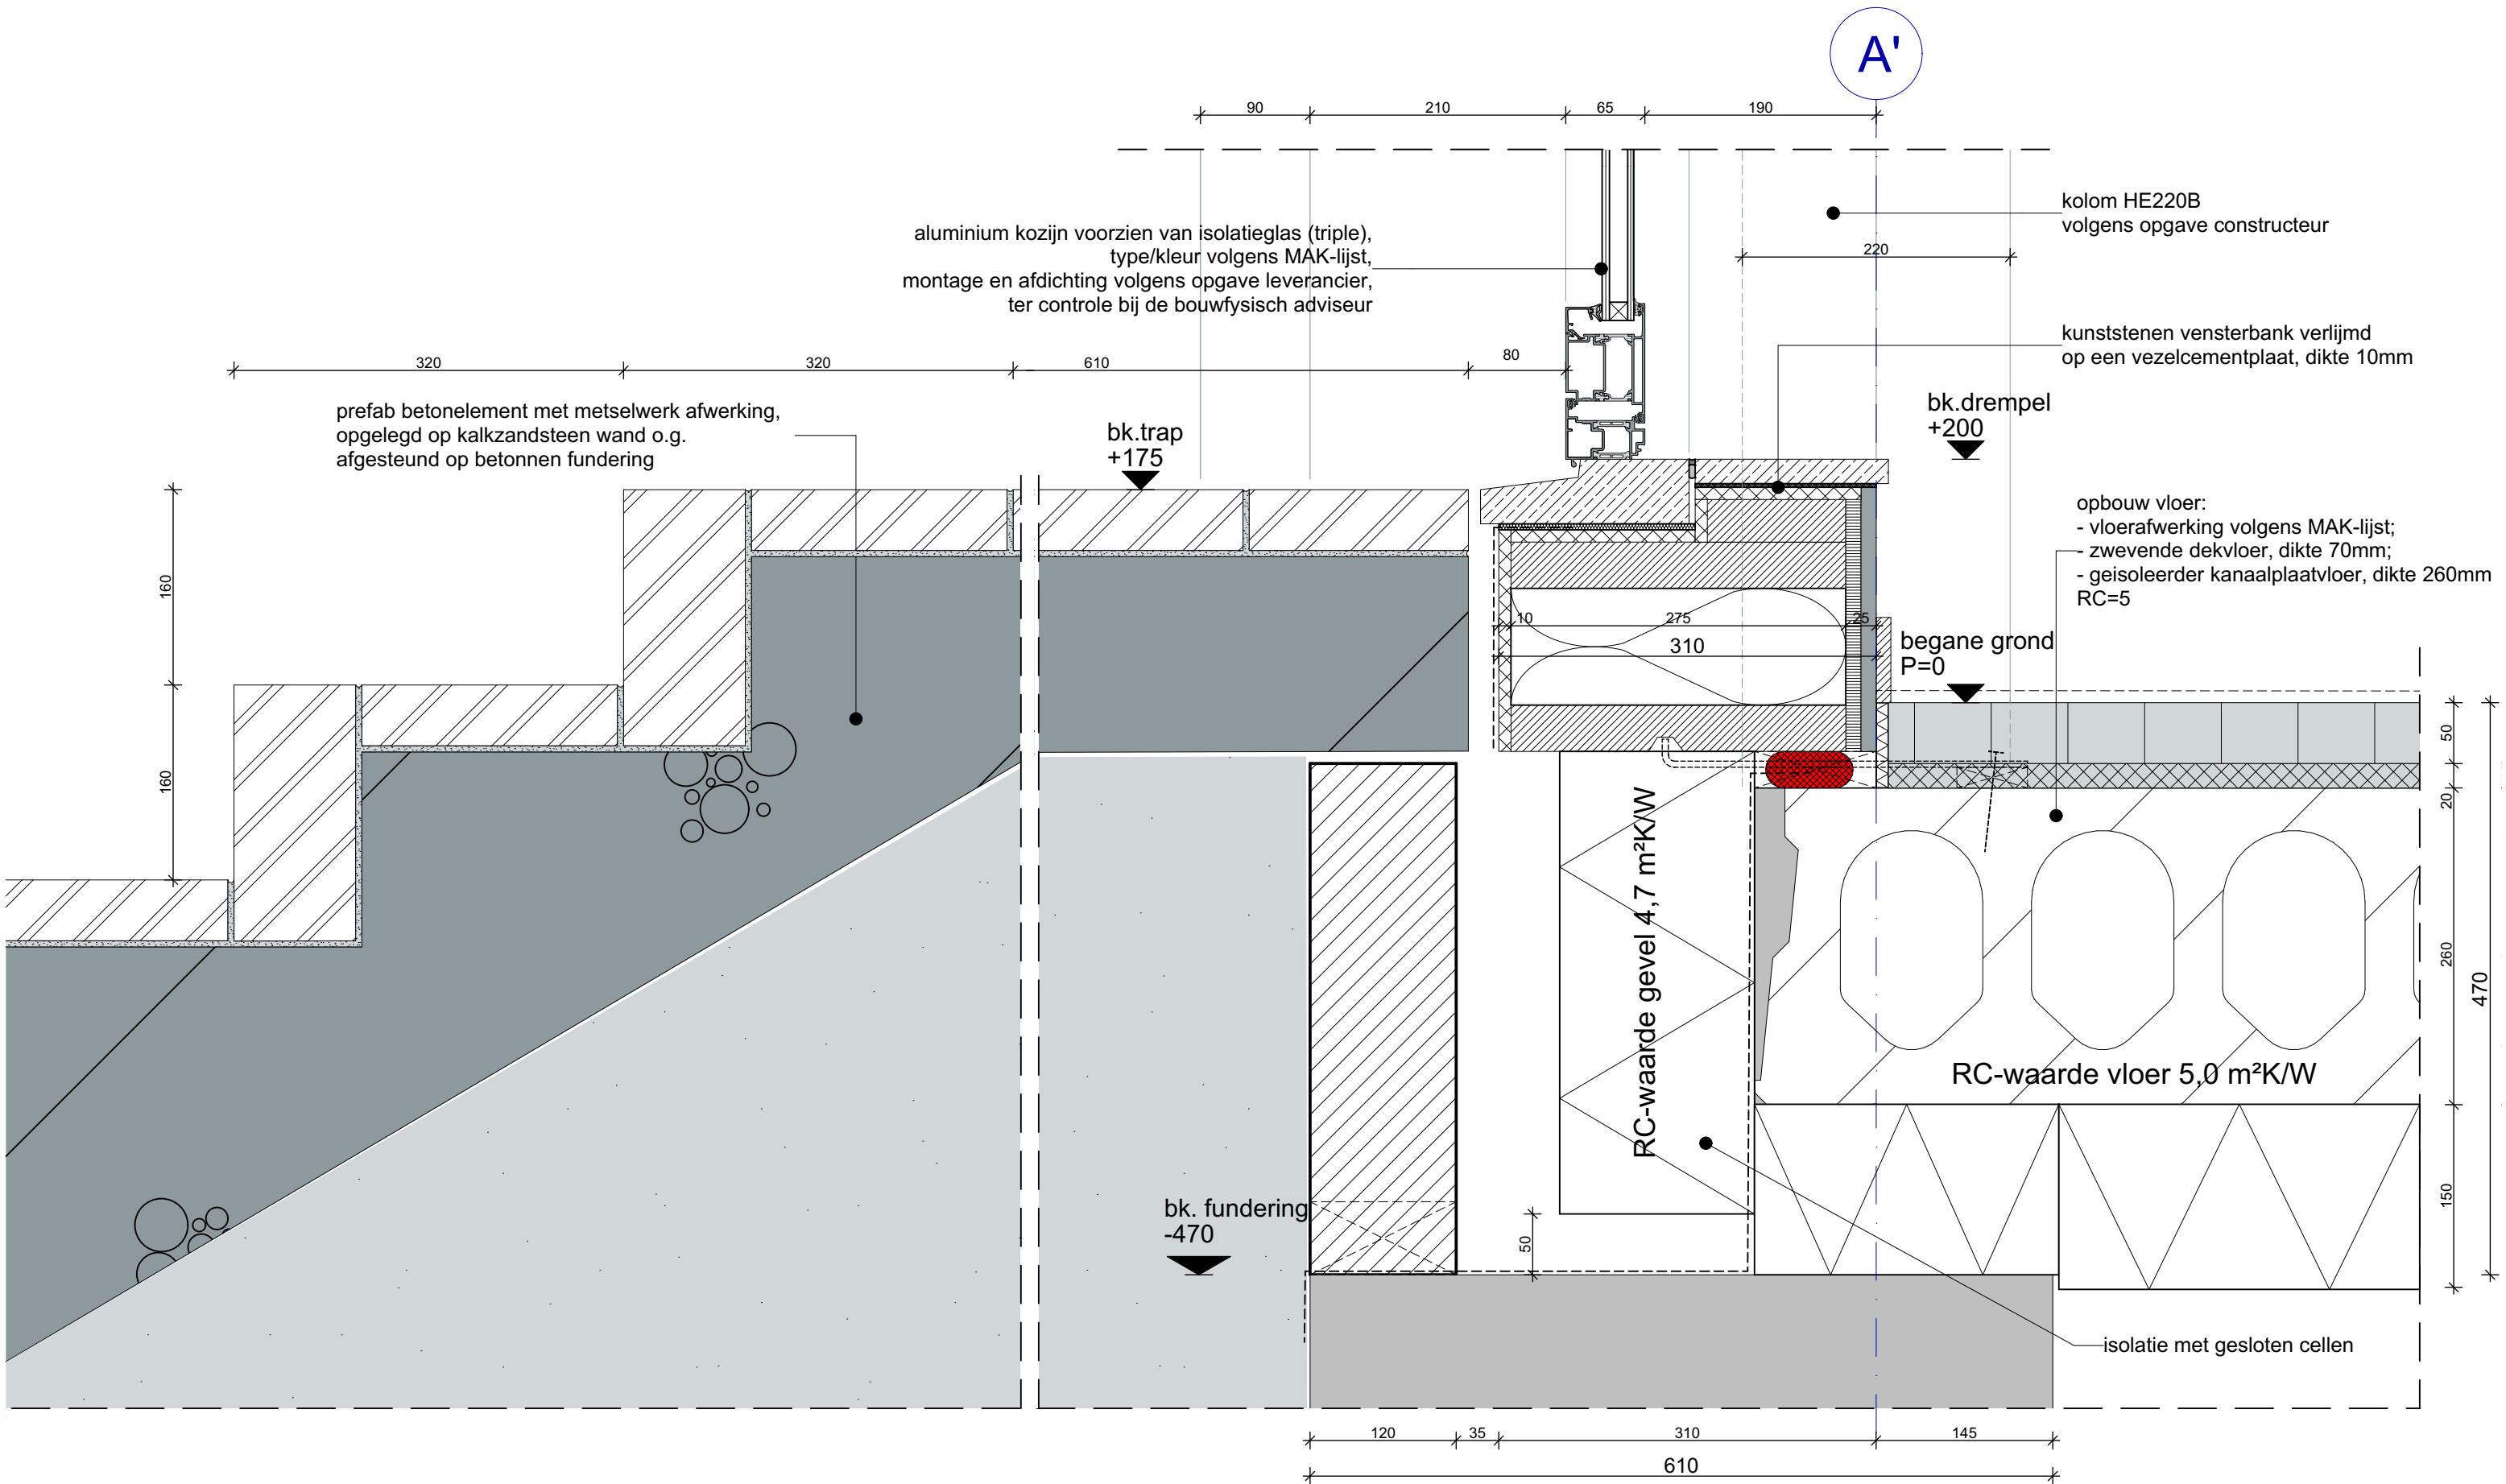 A'
90
210
65
190
kolom HE220B
volgens opgave constructeur
220
aluminium kozijn voorzien van isolatieglas (triple),
type/kleur volgens MAK-lijst,
montage en afdichting volgens opgave leverancier,
ter controle bij de bouwfysisch adviseur
kunststenen vensterbank verlijmd
op een vezelcementplaat, dikte 10mm
320
320
610
80
prefab betonelement met metselwerk afwerking,
opgelegd op kalkzandsteen wand o.g.
afgesteund op betonnen fundering
bk.trap
+175
bk.drempel
+200
opbouw vloer:
- vloerafwerking volgens MAK-lijst;
- zwevende dekvloer, dikte 70mm;
- geisoleerder kanaalplaatvloer, dikte 260mm
RC=5
160
160
10
275
25
310
begane grond
P=0
50
20
260
470
150
RC-waarde gevel 4,7 m²K/W
RC-waarde vloer 5,0 m²K/W
bk. fundering
-470
50
isolatie met gesloten cellen
120
35
310
145
610